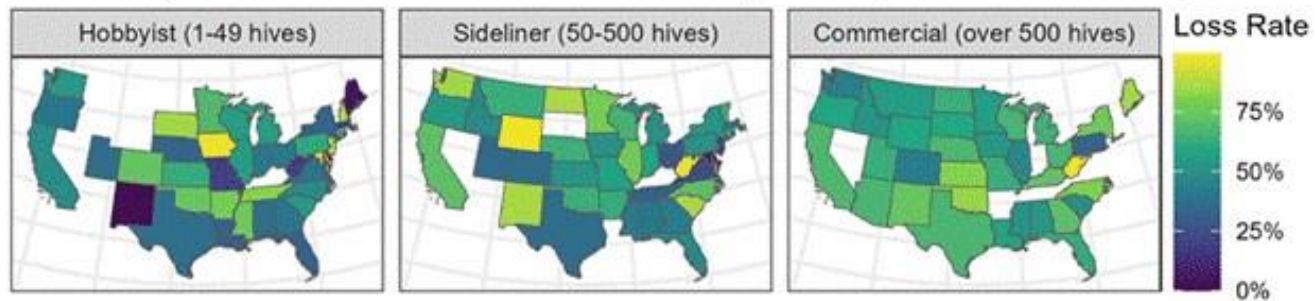 Hobbyist (1-49 hives)
Sideliner (50-500 hives)
Commercial (over 500 hives)
Loss Rate
75%
50%
25%
0%